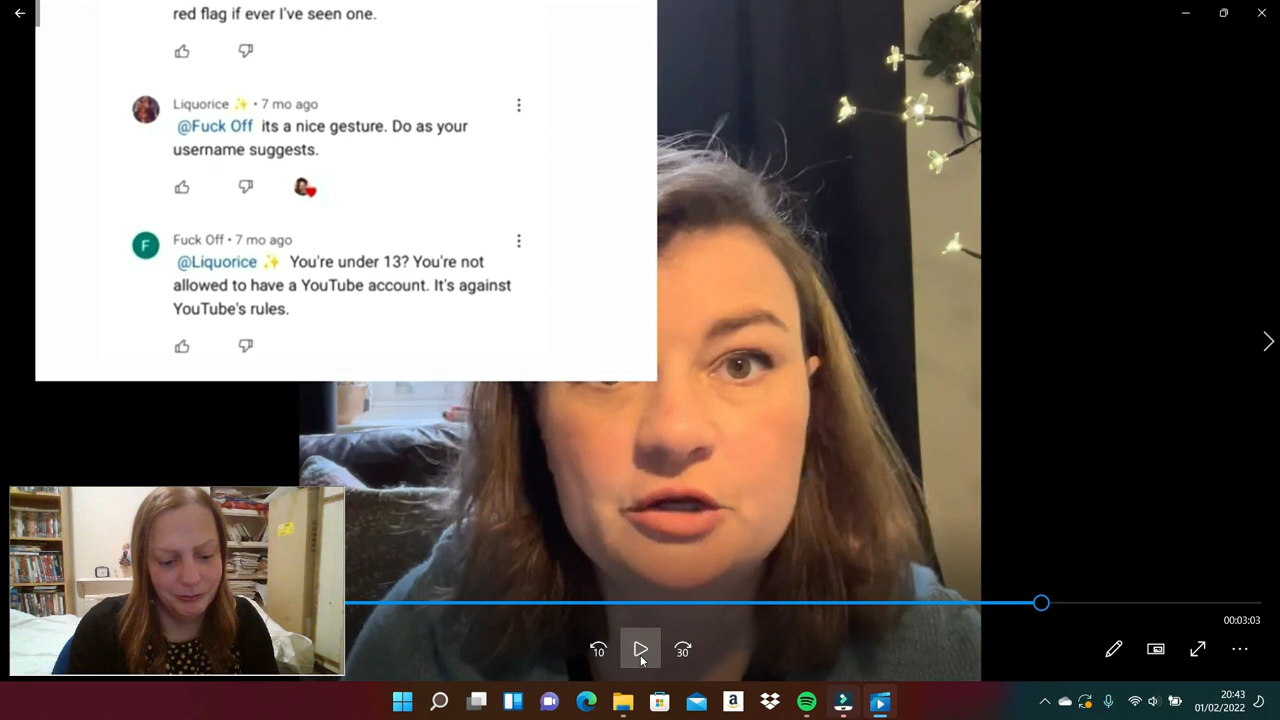 red flag if ever I've seen one.
Liquorice ✨ • 7 mo ago
@Fuck Off its a nice gesture. Do as your
username suggests.
F
Fuck Off • 7 mo ago
@Liquorice ✨ You're under 13? You're not
allowed to have a YouTube account. It's against
YouTube's rules.
00:03:03
10
30
a
20:43
01/02/2022